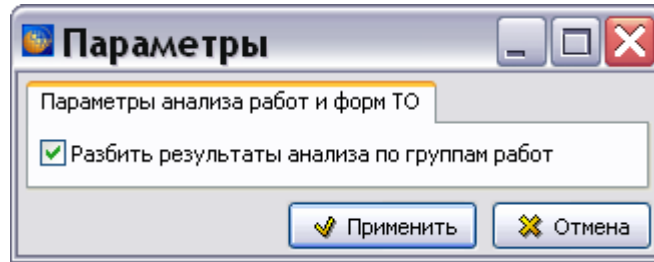 Параметры
Параметры анализа работ и форм ТО
Разбить результаты анализа по группам работ
Применить Отмена